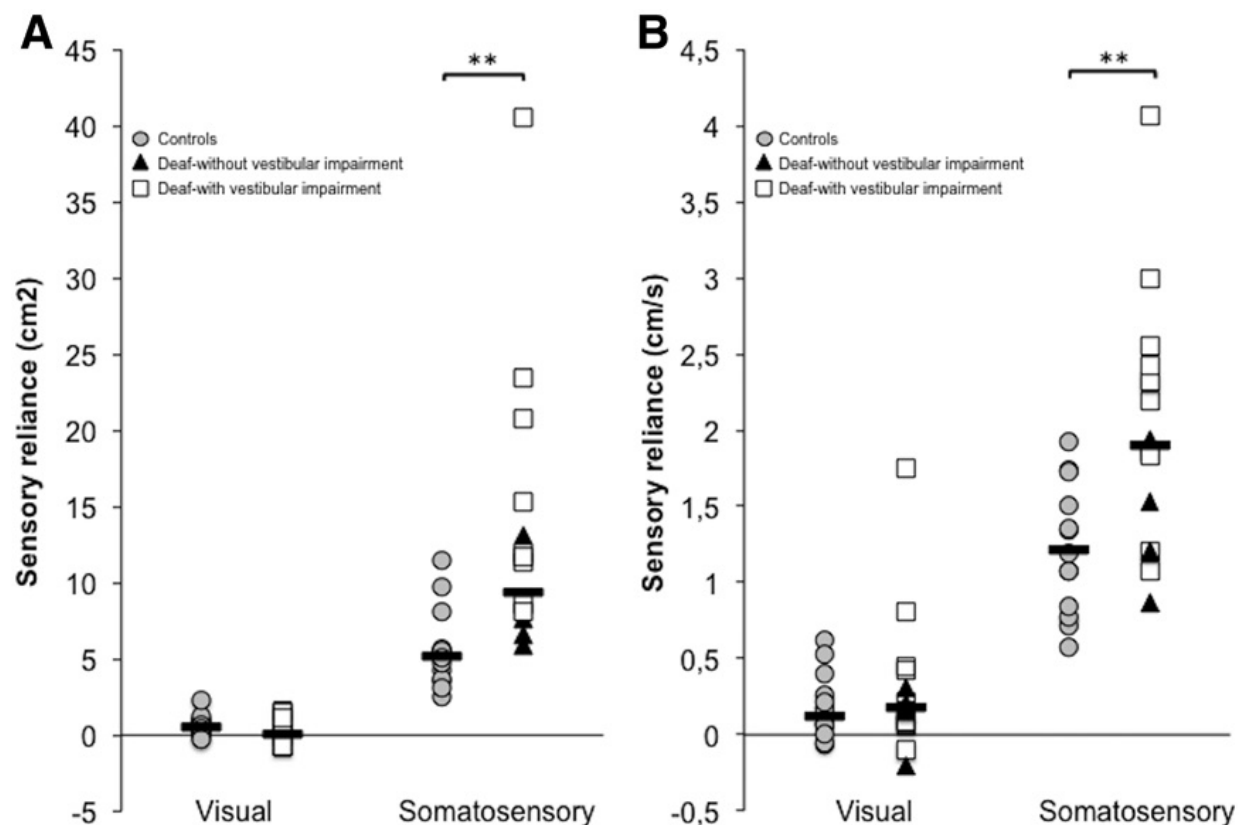 A
B
45
40
35
30
25
20
15
10
5
0
-5
Sensory reliance (cm2)
**
Controls
Deaf-without vestibular impairment
Deaf-with vestibular impairment
Visual
Somatosensory
4,5
4
3,5
3
2,5
2
1,5
1
0,5
0
-0,5
Sensory reliance (cm/s)
**
Controls
Deaf-without vestibular impairment
Deaf-with vestibular impairment
Visual
Somatosensory